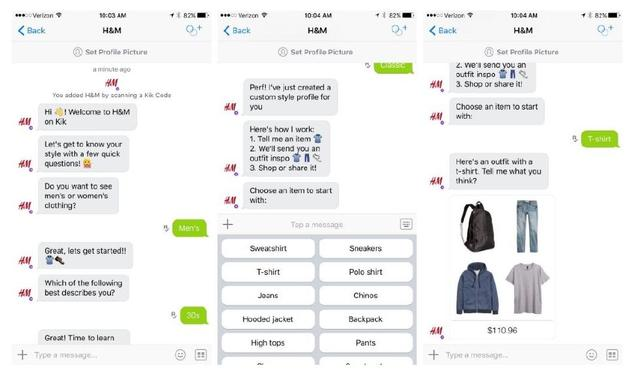 Verizon 10:03 AM 82%
Back H&M
Set Profile Picture
a minute ago
H&M
You added H&M by scanning a Kik Code
Hi 👋! Welcome to H&M
on Kik
H&M
Let's get to know your
style with a few quick
questions!
H&M
Do you want to see
men's or women's
clothing?
H&M
Men's
Great, lets get started!!
H&M
Which of the following
best describes you?
H&M
30s
Great! Time to learn
Type a message...
Verizon 10:04 AM 82%
Back H&M
Set Profile Picture
Classic
Perf! I've just created a
custom style profile for
you
H&M
Here's how I work:
1. Tell me an item 👕
2. We'll send you an
outfit inspo 👕👖
3. Shop or share it!
H&M
Choose an item to start
with:
H&M
Tap a message
Sweatshirt Sneakers
T-shirt Polo shirt
Jeans Chinos
Hooded jacket Backpack
High tops Pants
Verizon 10:04 AM 82%
Back H&M
Set Profile Picture
2. We'll send you an
outfit inspo 👕👖
3. Shop or share it!
H&M
Choose an item to start
with:
H&M
T-shirt
Here's an outfit with a
t-shirt. Tell me what you
think?
H&M
$110.96
H&M
Type a message...